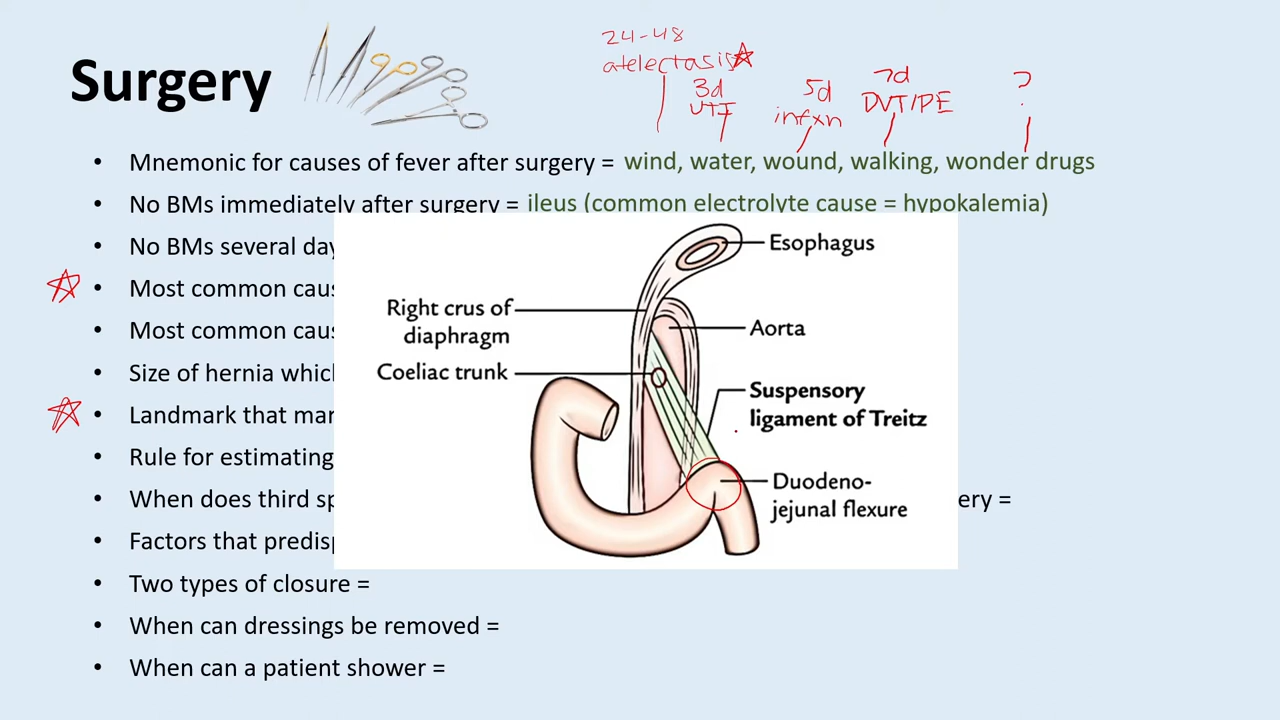 Surgery
24-48
atelectasis
3d
UTI
5d
infxn
7d
DVT/PE
?
• Mnemonic for causes of fever after surgery = wind, water, wound, walking, wonder drugs
• No BMs immediately after surgery = ileus (common electrolyte cause = hypokalemia)
• No BMs several day
• Most common caus
• Most common caus
• Size of hernia which
• Landmark that mar
• Rule for estimating
• When does third sp
ery =
• Factors that predisp
• Two types of closure =
• When can dressings be removed =
• When can a patient shower =
Esophagus
Right crus of
diaphragm
Aorta
Coeliac trunk
Suspensory
ligament of Treitz
Duodeno-
jejunal flexure